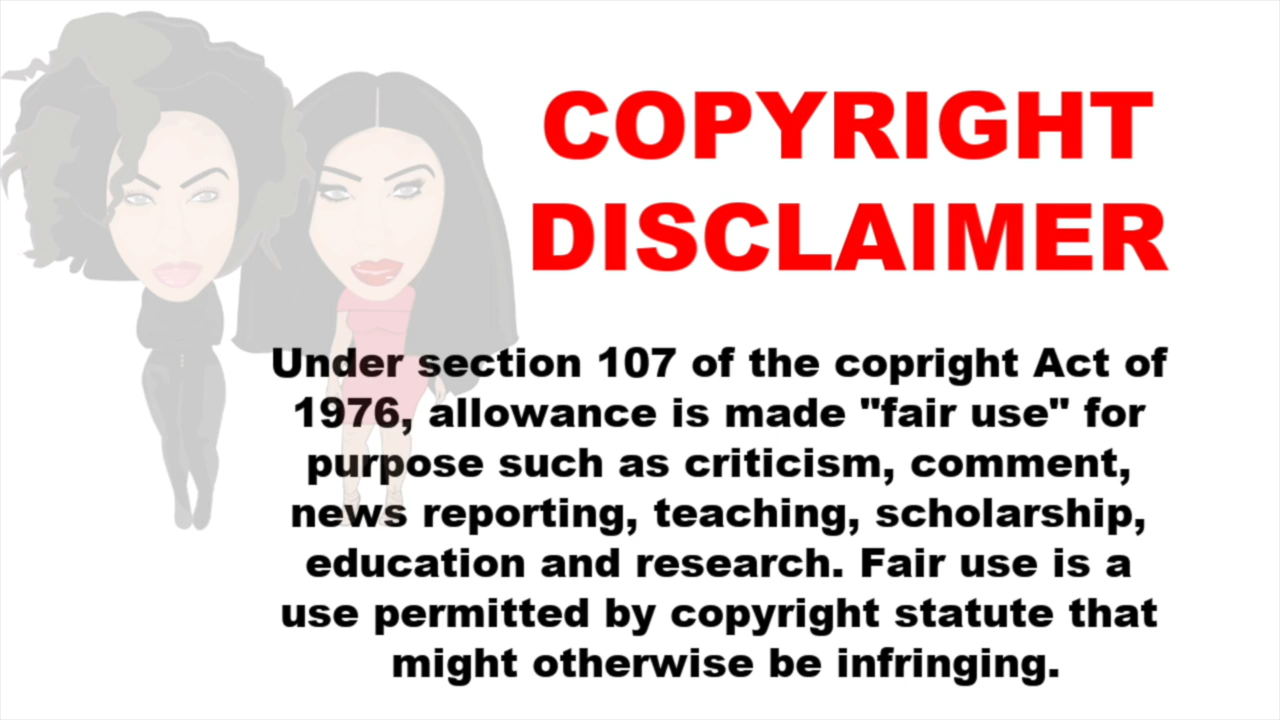 COPYRIGHT
DISCLAIMER
Under section 107 of the copright Act of
1976, allowance is made "fair use" for
purpose such as criticism, comment,
news reporting, teaching, scholarship,
education and research. Fair use is a
use permitted by copyright statute that
might otherwise be infringing.